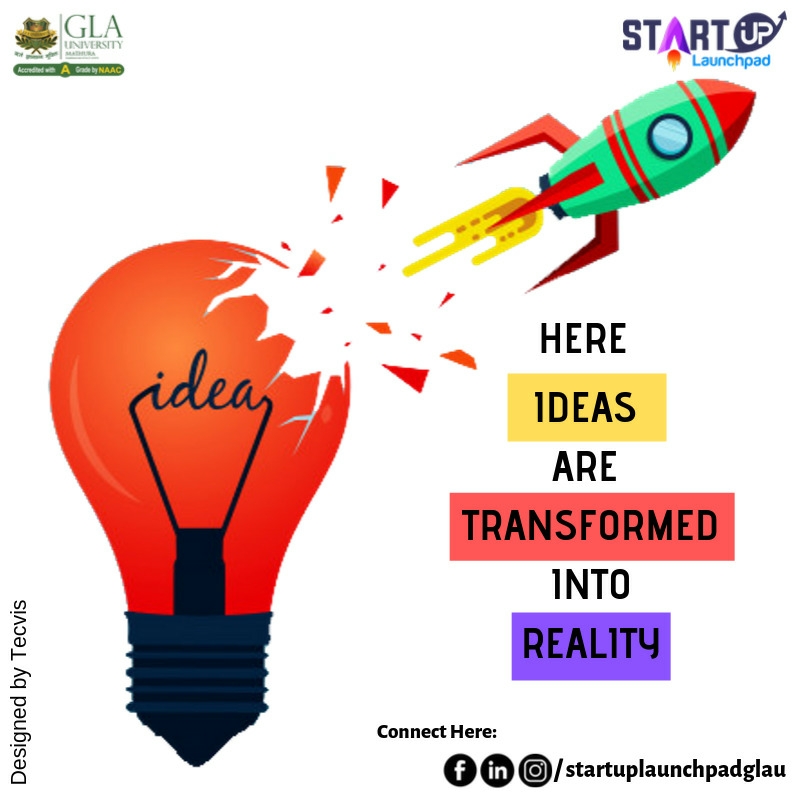 GLA
UNIVERSITY
MATHURA
Accredited with A Grade by NAAC
START UP
Launchpad
idea
HERE
IDEAS
ARE
TRANSFORMED
INTO
REALITY
Designed by Tecvis
Connect Here:
/startuplaunchpadglau